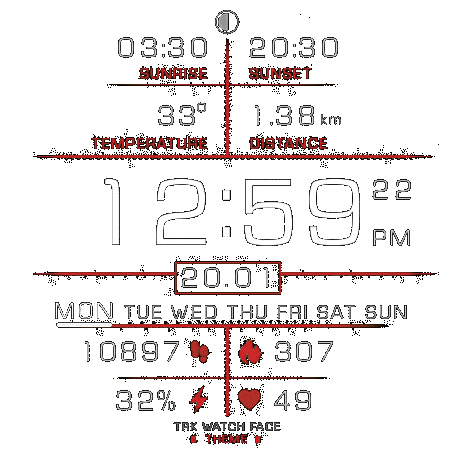 03:30 20:30
SUNRISE SUNSET
33° 1.38 km
TEMPERATURE DISTANCE
12:59 22 PM
20.01
MON TUE WED THU FRI SAT SUN
10897 307
32% 49
TRX WATCH FACE
THEME